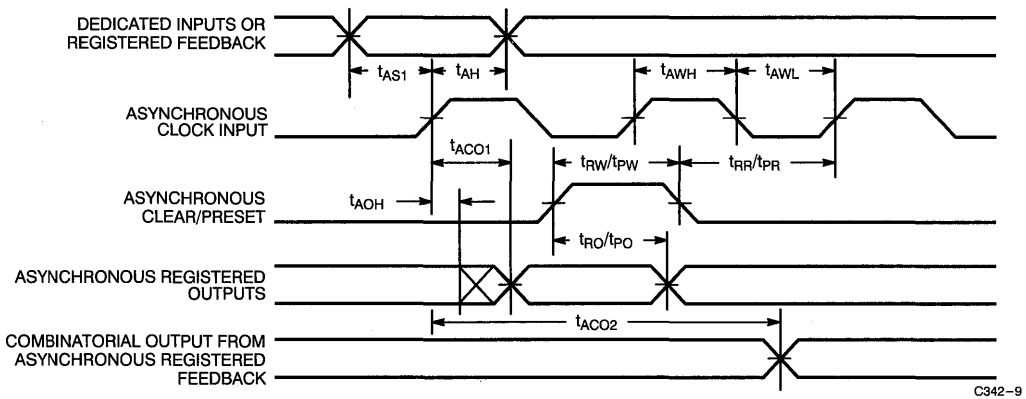 DEDICATED INPUTS OR
REGISTERED FEEDBACK
tAS1
tAH
tAWH
tAWL
ASYNCHRONOUS
CLOCK INPUT
tACO1
tRW/tPW
tRR/tPR
ASYNCHRONOUS
CLEAR/PRESET
tAOH
tRO/tPO
ASYNCHRONOUS REGISTERED
OUTPUTS
tACO2
COMBINATORIAL OUTPUT FROM
ASYNCHRONOUS REGISTERED
FEEDBACK
C342–9